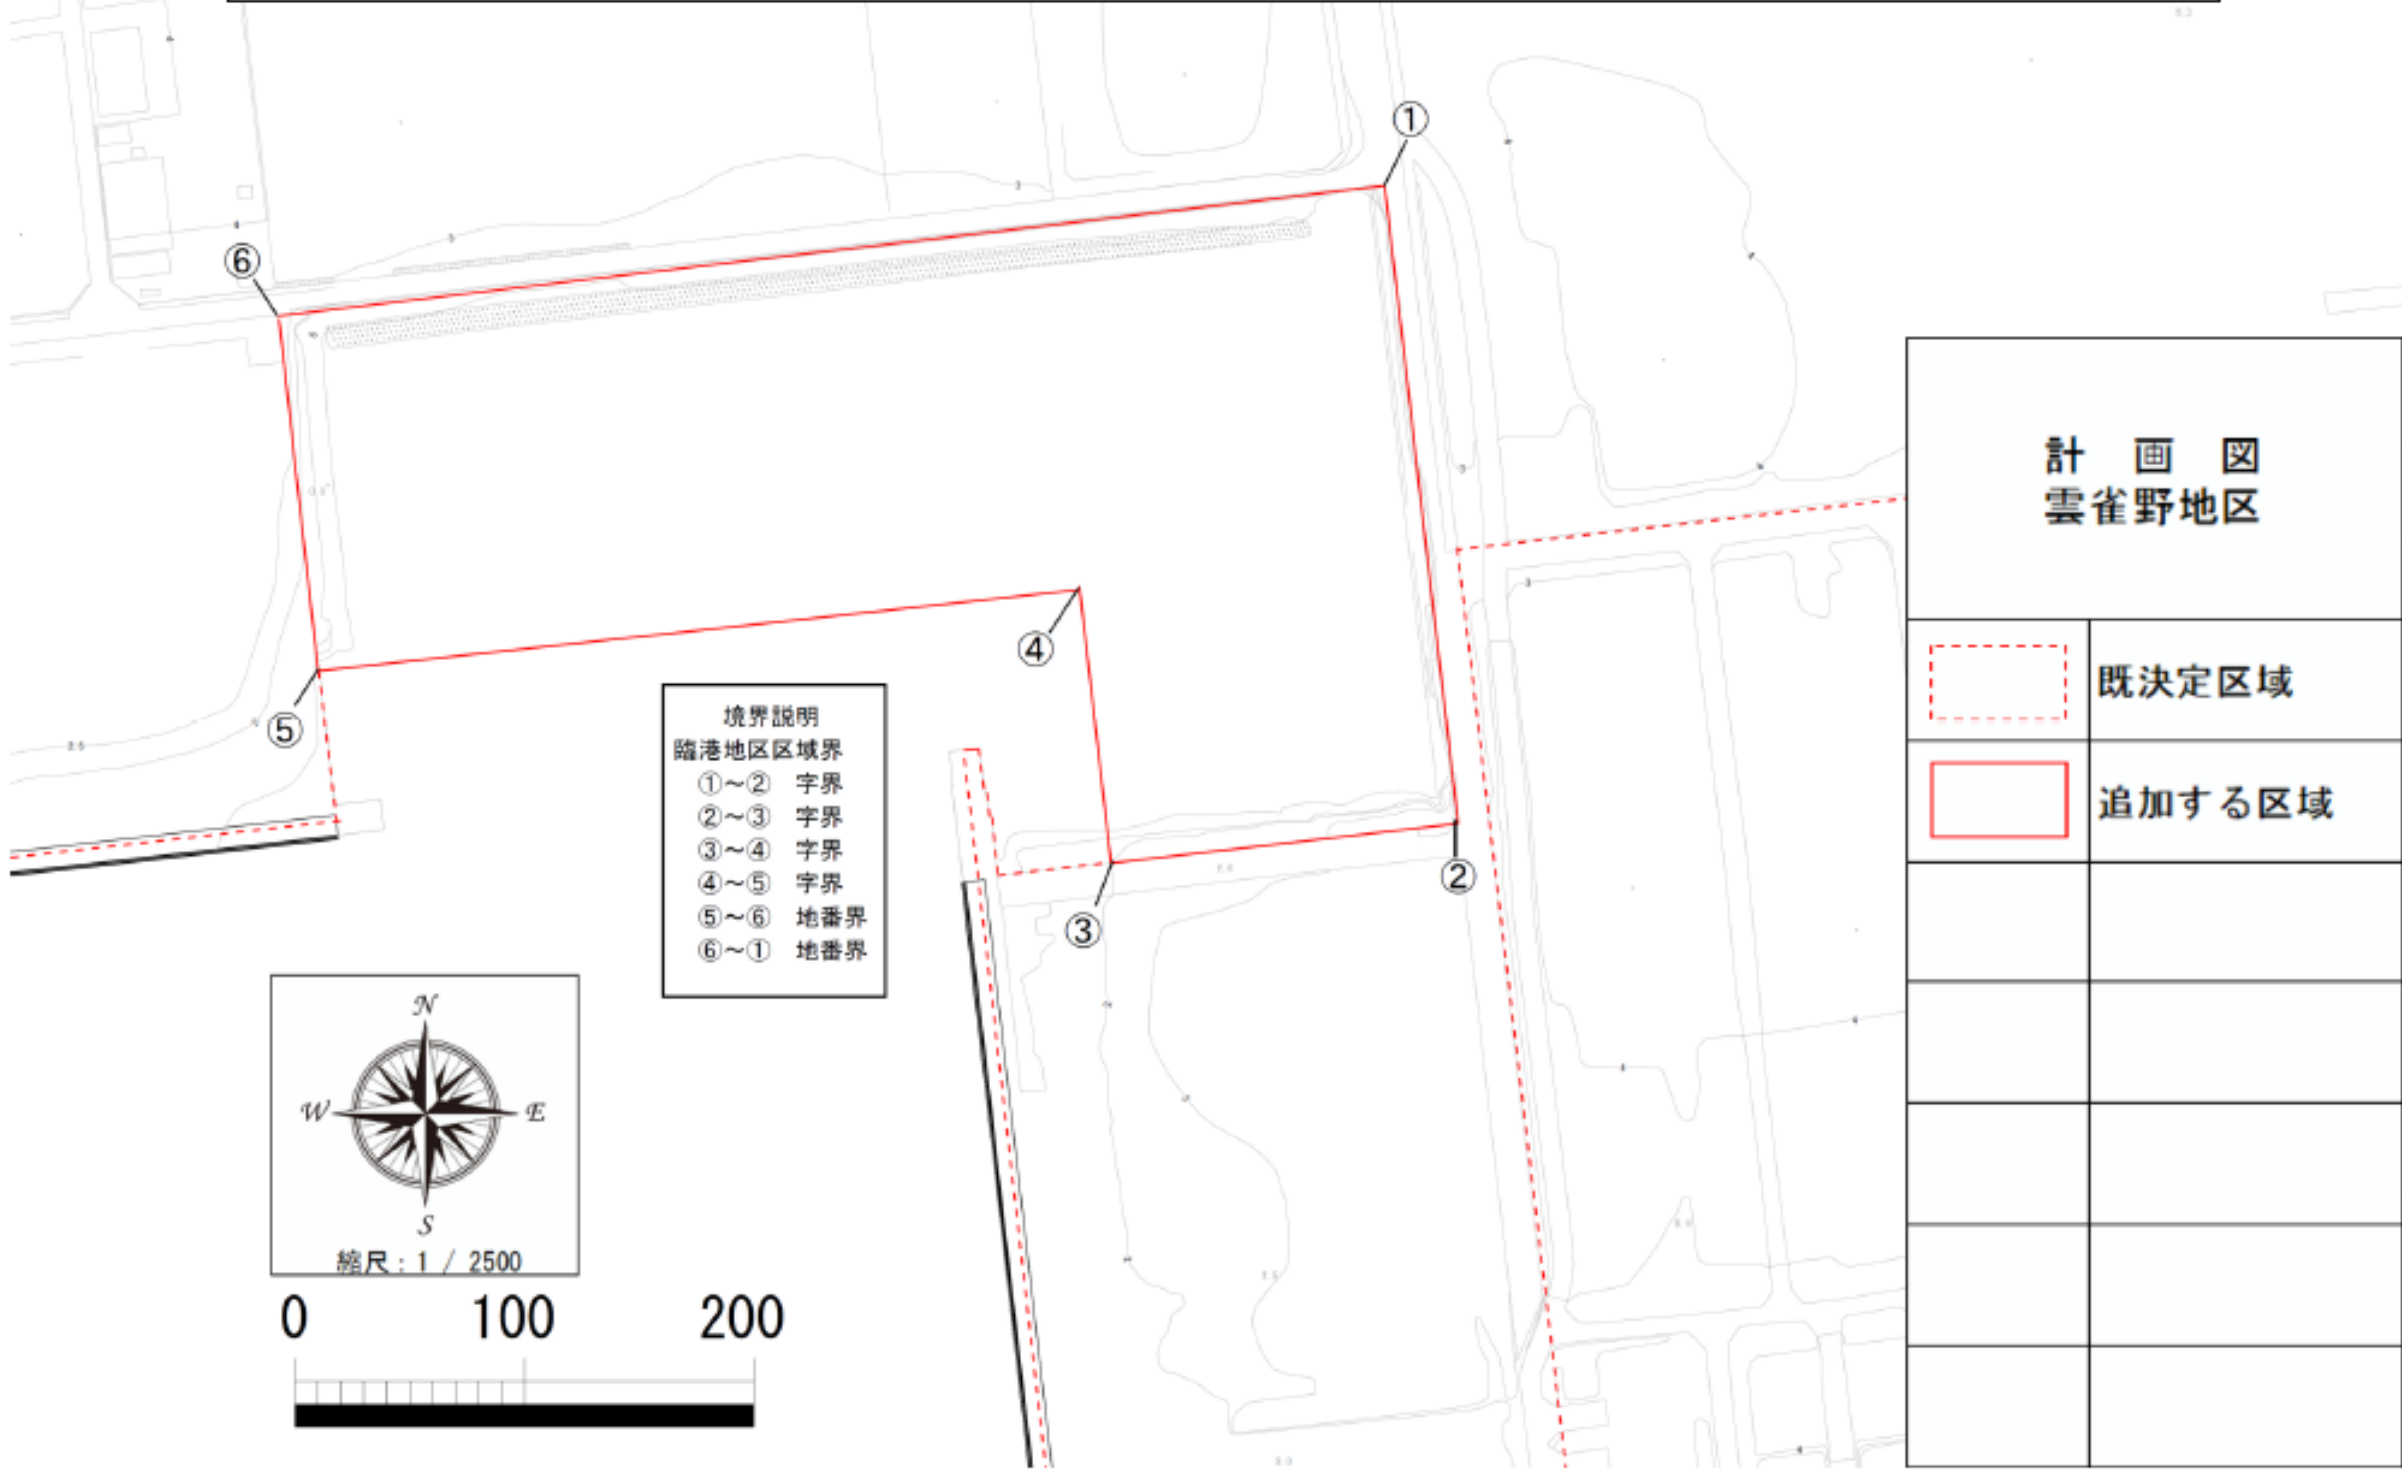 ①
⑥
計 画 図
雲雀野地区
④
既決定区域
⑤
境界説明
臨港地区区域界
①～② 字界
②～③ 字界
③～④ 字界
④～⑤ 字界
⑤～⑥ 地番界
⑥～① 地番界
追加する区域
②
③
N
W
E
S
縮尺：1 / 2500
0 100 200